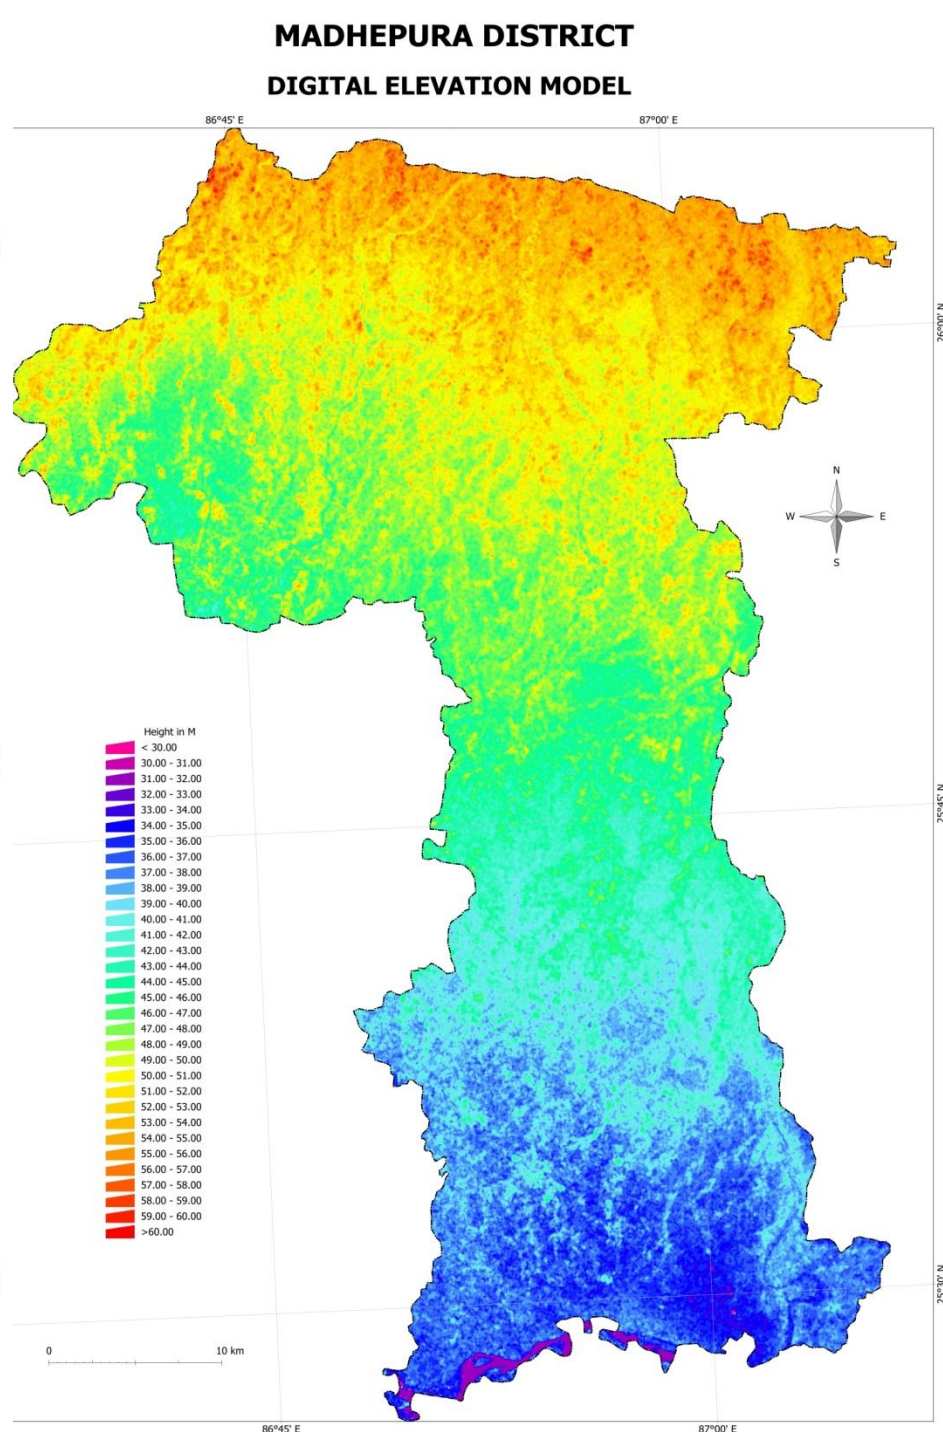 MADHEPURA DISTRICT
DIGITAL ELEVATION MODEL
86°45' E
87°00' E
26°00' N
N
W
E
S
Height in M
< 30.00
30.00 - 31.00
31.00 - 32.00
32.00 - 33.00
33.00 - 34.00
34.00 - 35.00
35.00 - 36.00
36.00 - 37.00
37.00 - 38.00
38.00 - 39.00
39.00 - 40.00
40.00 - 41.00
41.00 - 42.00
42.00 - 43.00
43.00 - 44.00
44.00 - 45.00
45.00 - 46.00
46.00 - 47.00
47.00 - 48.00
48.00 - 49.00
49.00 - 50.00
50.00 - 51.00
51.00 - 52.00
52.00 - 53.00
53.00 - 54.00
54.00 - 55.00
55.00 - 56.00
56.00 - 57.00
57.00 - 58.00
58.00 - 59.00
59.00 - 60.00
>60.00
25°45' N
25°30' N
0
10 km
86°45' E
87°00' E